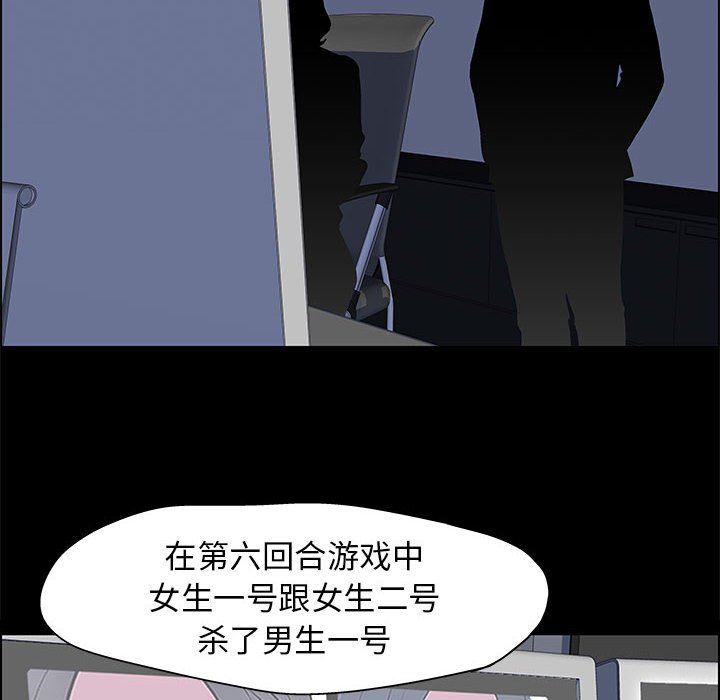 在第六回合游戏中
女生一号跟女生二号
杀了男生一号